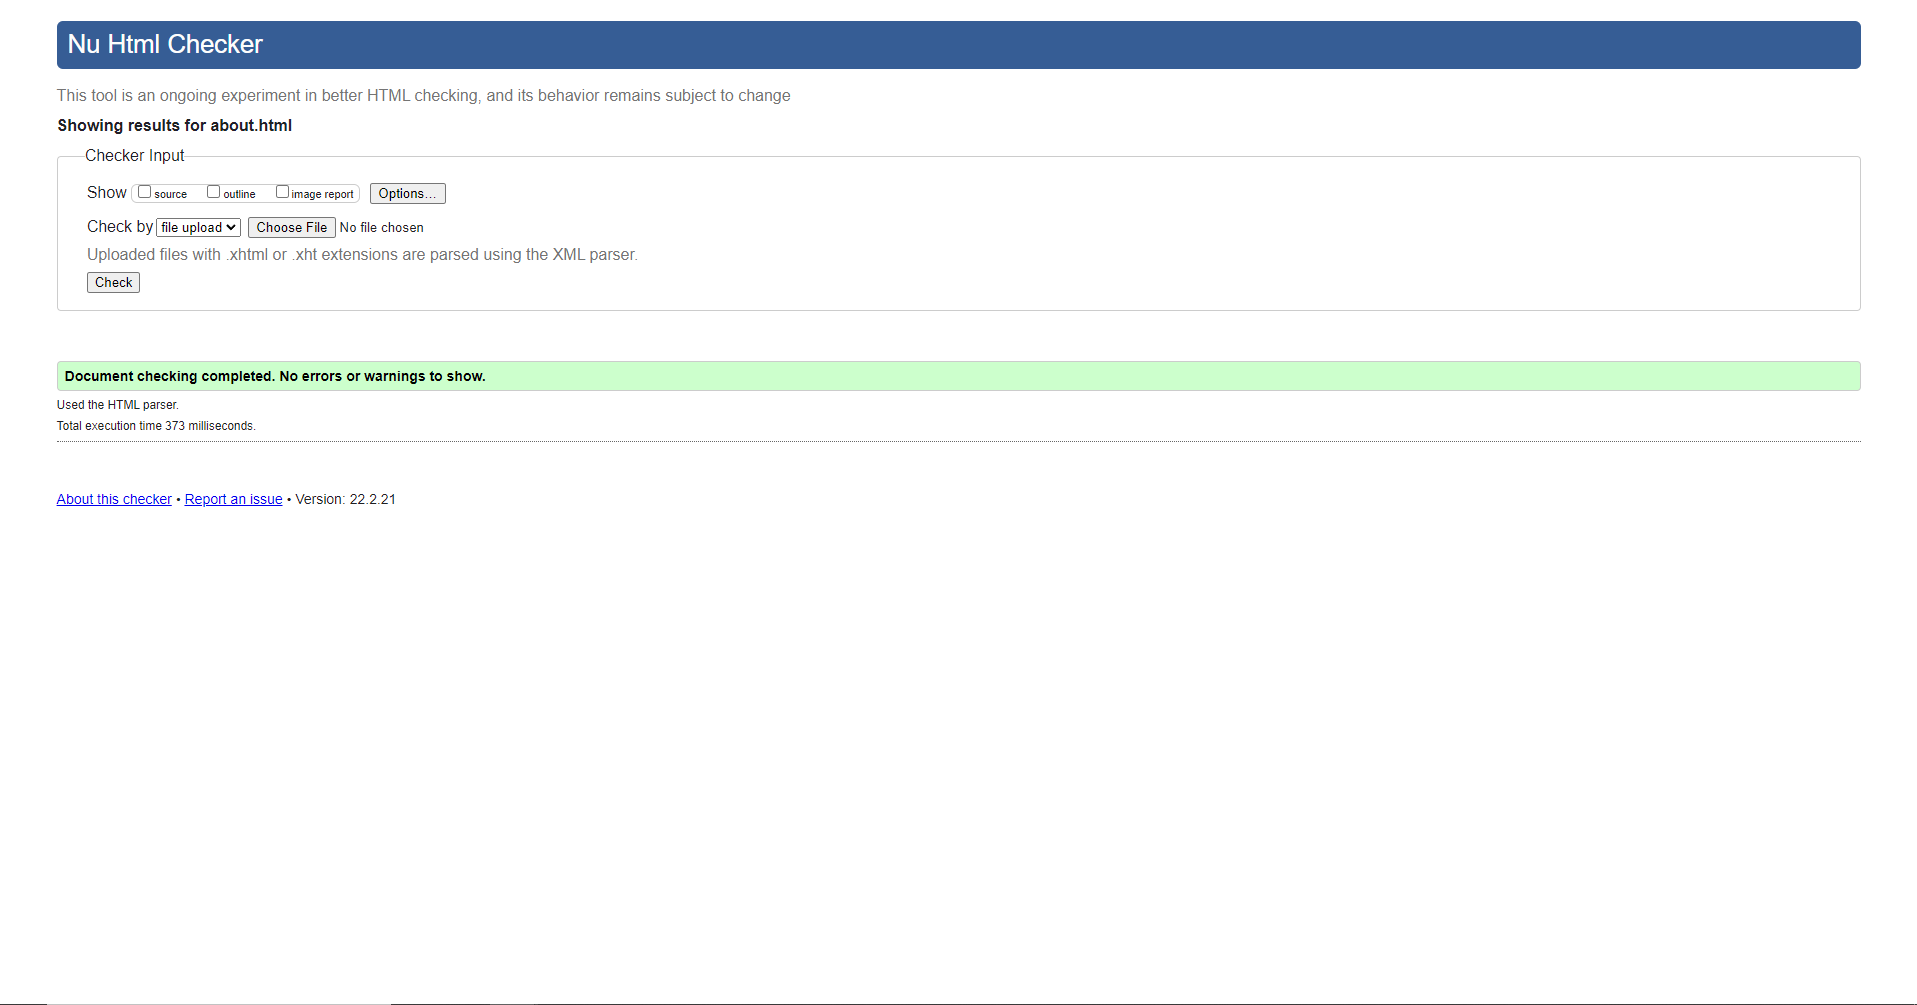 Nu Html Checker
This tool is an ongoing experiment in better HTML checking, and its behavior remains subject to change
Showing results for about.html
Checker Input
Show source outline image report Options...
Check by file upload Choose File No file chosen
Uploaded files with .xhtml or .xht extensions are parsed using the XML parser.
Check
Document checking completed. No errors or warnings to show.
Used the HTML parser.
Total execution time 373 milliseconds.
About this checker • Report an issue • Version: 22.2.21